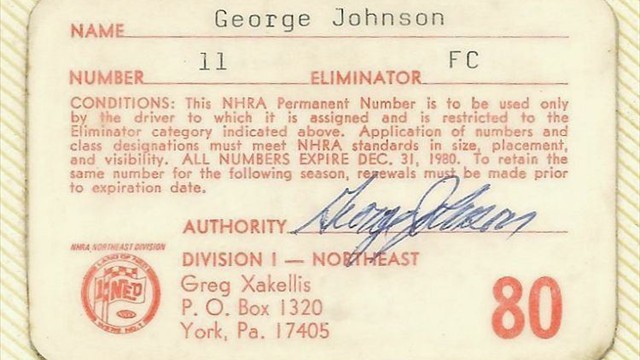 NAME George Johnson
NUMBER 11 ELIMINATOR FC
CONDITIONS: This NHRA Permanent Number is to be used only
by the driver to which it is assigned and is restricted to the
Eliminator category indicated above. Application of numbers and
class designations must meet NHRA standards in size, placement,
and visibility. ALL NUMBERS EXPIRE DEC. 31, 1980. To retain the
same number for the following season, renewals must be made prior
to expiration date.
AUTHORITY George Johnson
NHRA NORTHEAST DIVISION
DIVISION I — NORTHEAST
Greg Xakellis
P. O. Box 1320
York, Pa. 17405
80